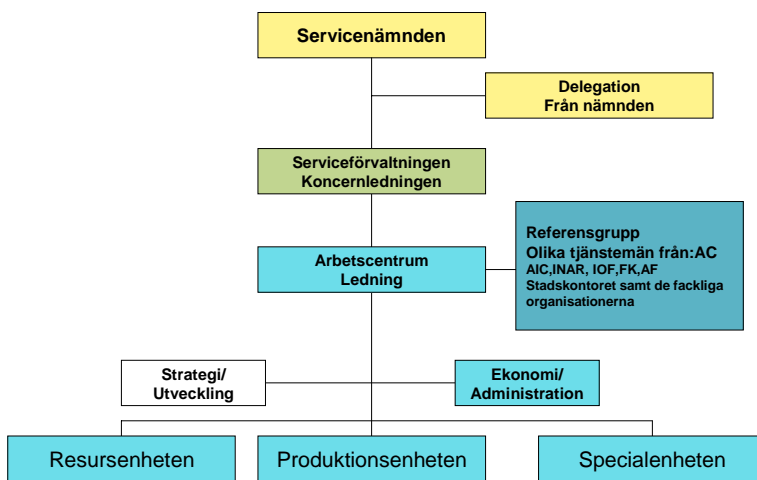 Servicenämnden
Delegation
Från nämnden
Serviceförvaltningen
Koncernledningen
Arbetscentrum
Ledning
Referensgrupp
Olika tjänstemän från:AC
AIC,INAR, IOF,FK,AF
Stadskontoret samt de fackliga
organisationerna
Strategi/
Utveckling
Ekonomi/
Administration
Resursenheten
Produktionsenheten
Specialenheten